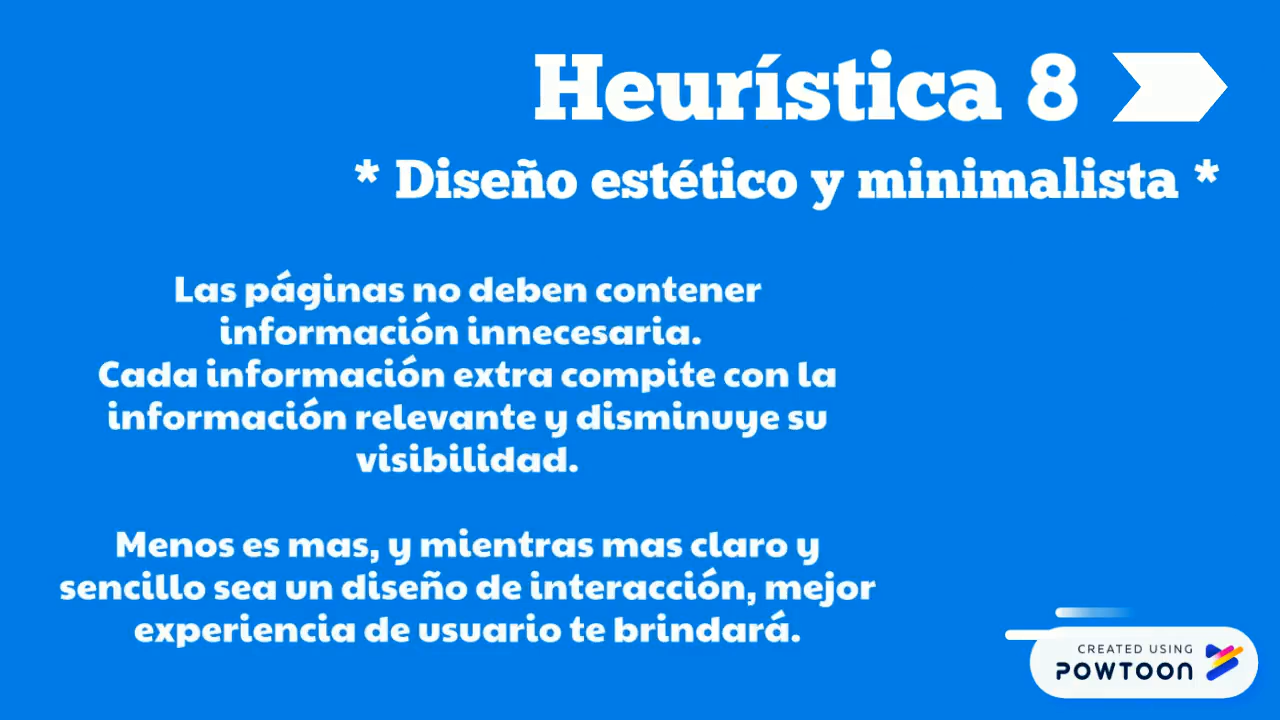 Heurística 8
* Diseño estético y minimalista *
Las páginas no deben contener
información innecesaria.
Cada información extra compite con la
información relevante y disminuye su
visibilidad.
Menos es mas, y mientras mas claro y
sencillo sea un diseño de interacción, mejor
experiencia de usuario te brindará.
CREATED USING
POWTOON